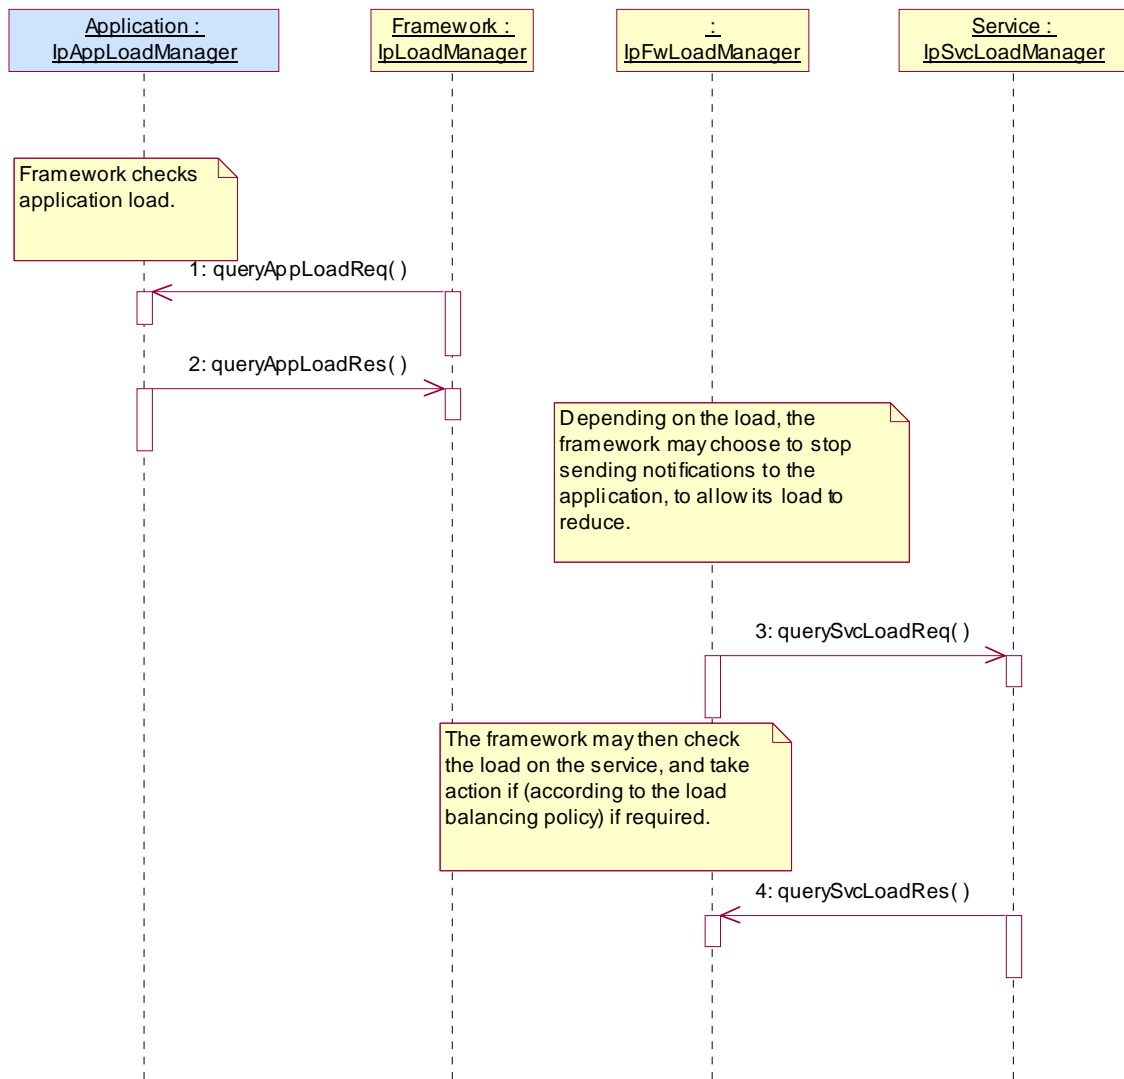 Application :
IpAppLoadManager
Framework :
IpLoadManager
:
IpFwLoadManager
Service :
IpSvcLoadManager
Framework checks
application load.
1: queryAppLoadReq( )
2: queryAppLoadRes( )
Depending on the load, the
framework may choose to stop
sending notifications to the
application, to allow its load to
reduce.
3: querySvcLoadReq( )
The framework may then check
the load on the service, and take
action if (according to the load
balancing policy) if required.
4: querySvcLoadRes( )